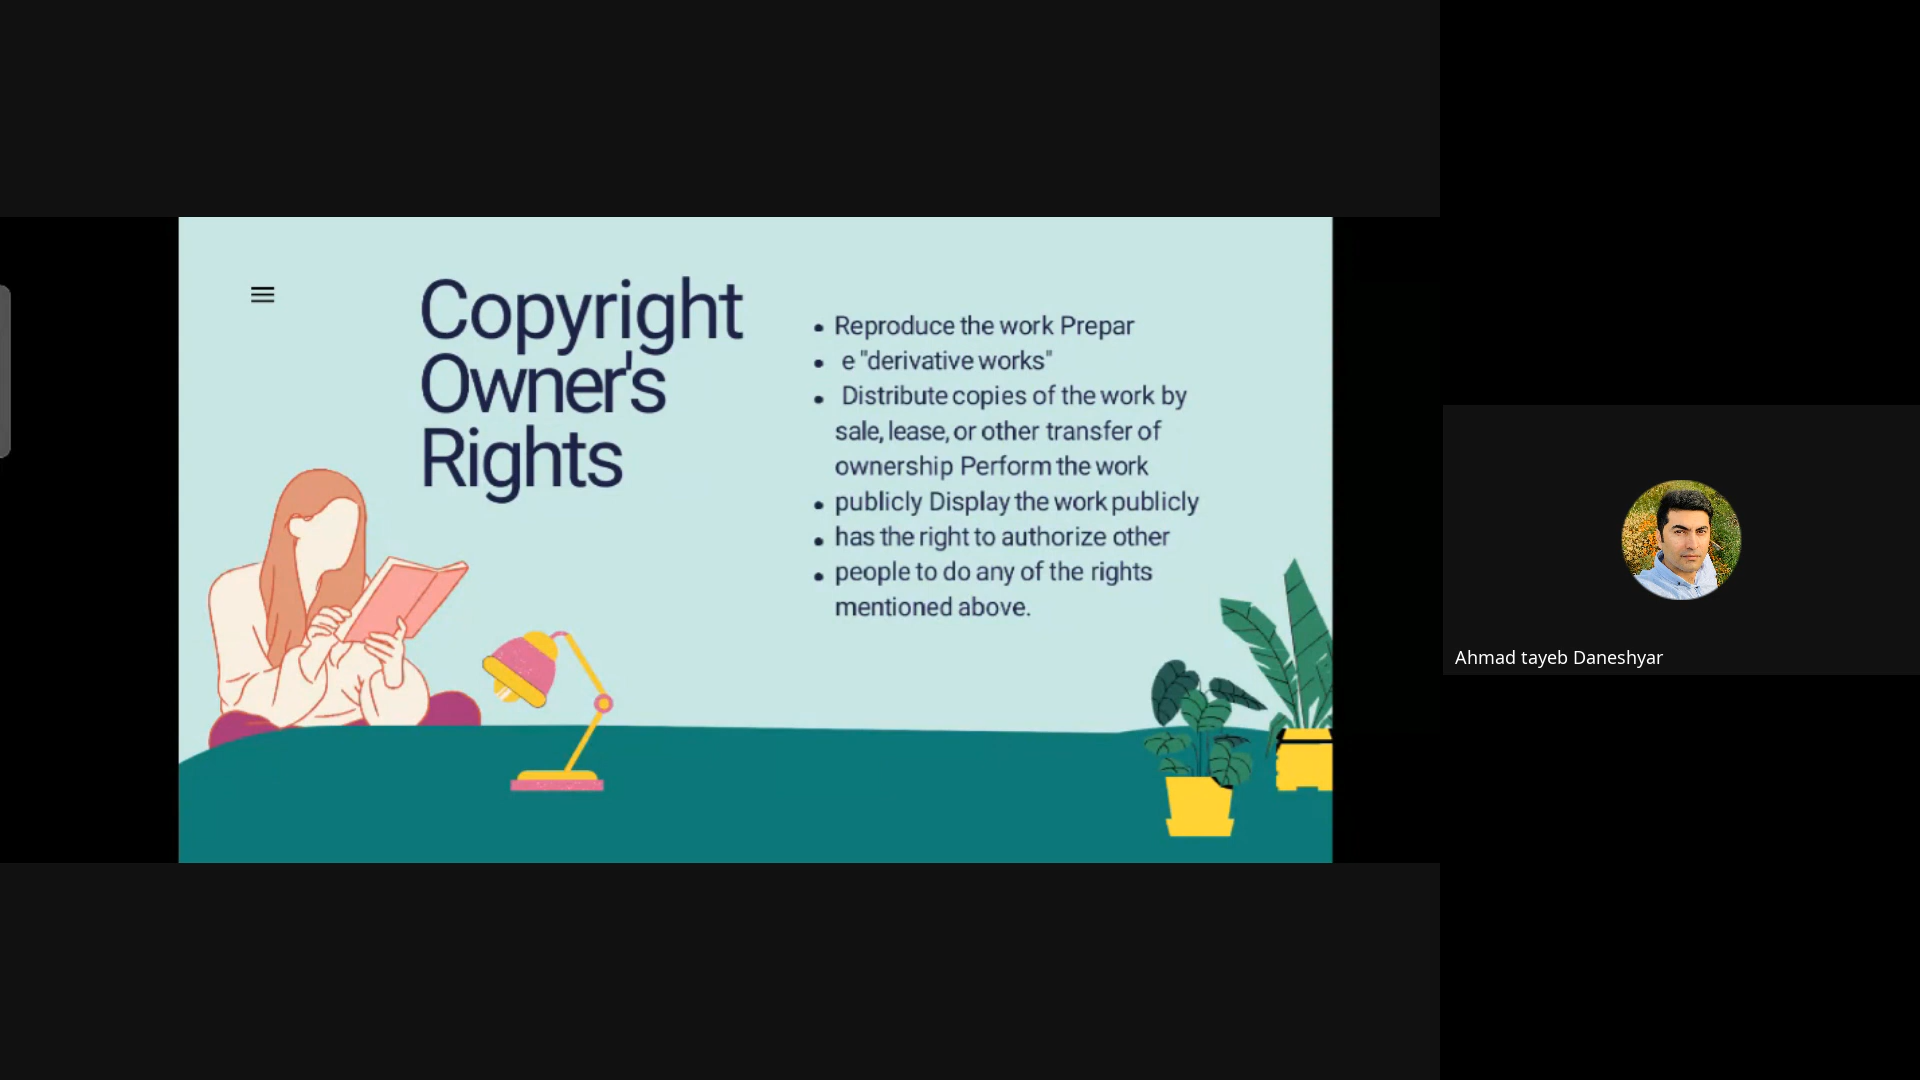 Copyright
Owner's
Rights
• Reproduce the work Prepar
• e "derivative works"
• Distribute copies of the work by
sale, lease, or other transfer of
ownership Perform the work
• publicly Display the work publicly
• has the right to authorize other
• people to do any of the rights
mentioned above.
Ahmad tayeb Daneshyar